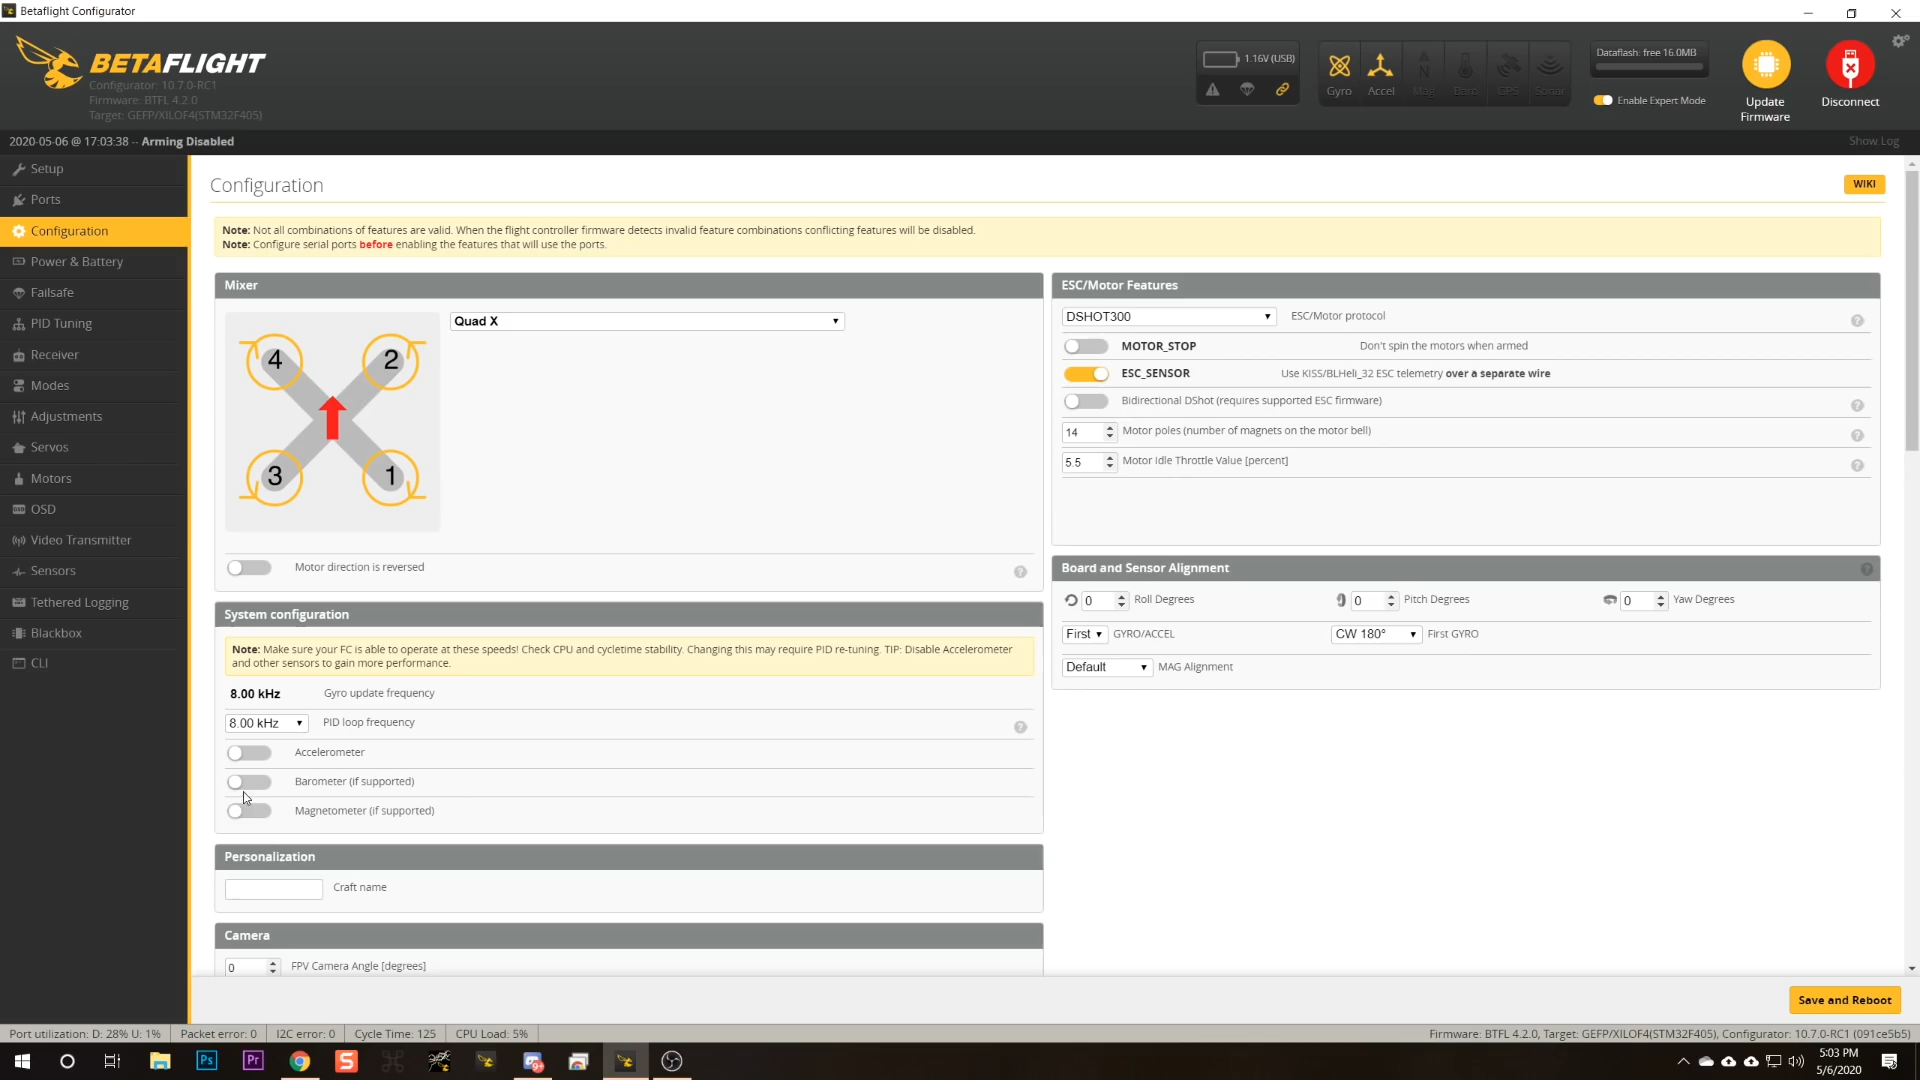 Betaflight Configurator
BETAFLIGHT
Configurator: 10.7.0-RC1
Firmware: BTFL 4.2.0
Target: GEFP/XILOF4(STM32F405)
1.16V (USB)
Gyro
Accel
Mag
Baro
GPS
Sonar
Dataflash: free 16.0MB
Enable Expert Mode
Update
Firmware
Disconnect
2020-05-06 @ 17:03:38 -- Arming Disabled
Show Log
Setup
Ports
Configuration
Power & Battery
Failsafe
PID Tuning
Receiver
Modes
Adjustments
Servos
Motors
OSD
Video Transmitter
Sensors
Tethered Logging
Blackbox
CLI
Configuration
WIKI
Note: Not all combinations of features are valid. When the flight controller firmware detects invalid feature combinations conflicting features will be disabled.
Note: Configure serial ports before enabling the features that will use the ports.
Mixer
4
2
3
1
Quad X
Motor direction is reversed
System configuration
Note: Make sure your FC is able to operate at these speeds! Check CPU and cycletime stability. Changing this may require PID re-tuning. TIP: Disable Accelerometer
and other sensors to gain more performance.
8.00 kHz Gyro update frequency
8.00 kHz PID loop frequency
Accelerometer
Barometer (if supported)
Magnetometer (if supported)
Personalization
Craft name
Camera
0 FPV Camera Angle [degrees]
ESC/Motor Features
DSHOT300 ESC/Motor protocol
MOTOR_STOP Don't spin the motors when armed
ESC_SENSOR Use KISS/BLHeli_32 ESC telemetry over a separate wire
Bidirectional DShot (requires supported ESC firmware)
14 Motor poles (number of magnets on the motor bell)
5.5 Motor Idle Throttle Value [percent]
Board and Sensor Alignment
0 Roll Degrees 0 Pitch Degrees 0 Yaw Degrees
First GYRO/ACCEL CW 180° First GYRO
Default MAG Alignment
Save and Reboot
Port utilization: D: 28% U: 1% Packet error: 0 I2C error: 0 Cycle Time: 125 CPU Load: 5%
Firmware: BTFL 4.2.0, Target: GEFP/XILOF4(STM32F405), Configurator: 10.7.0-RC1 (091ce5b5)
Ps
Pr
S
9+
5:03 PM
5/6/2020